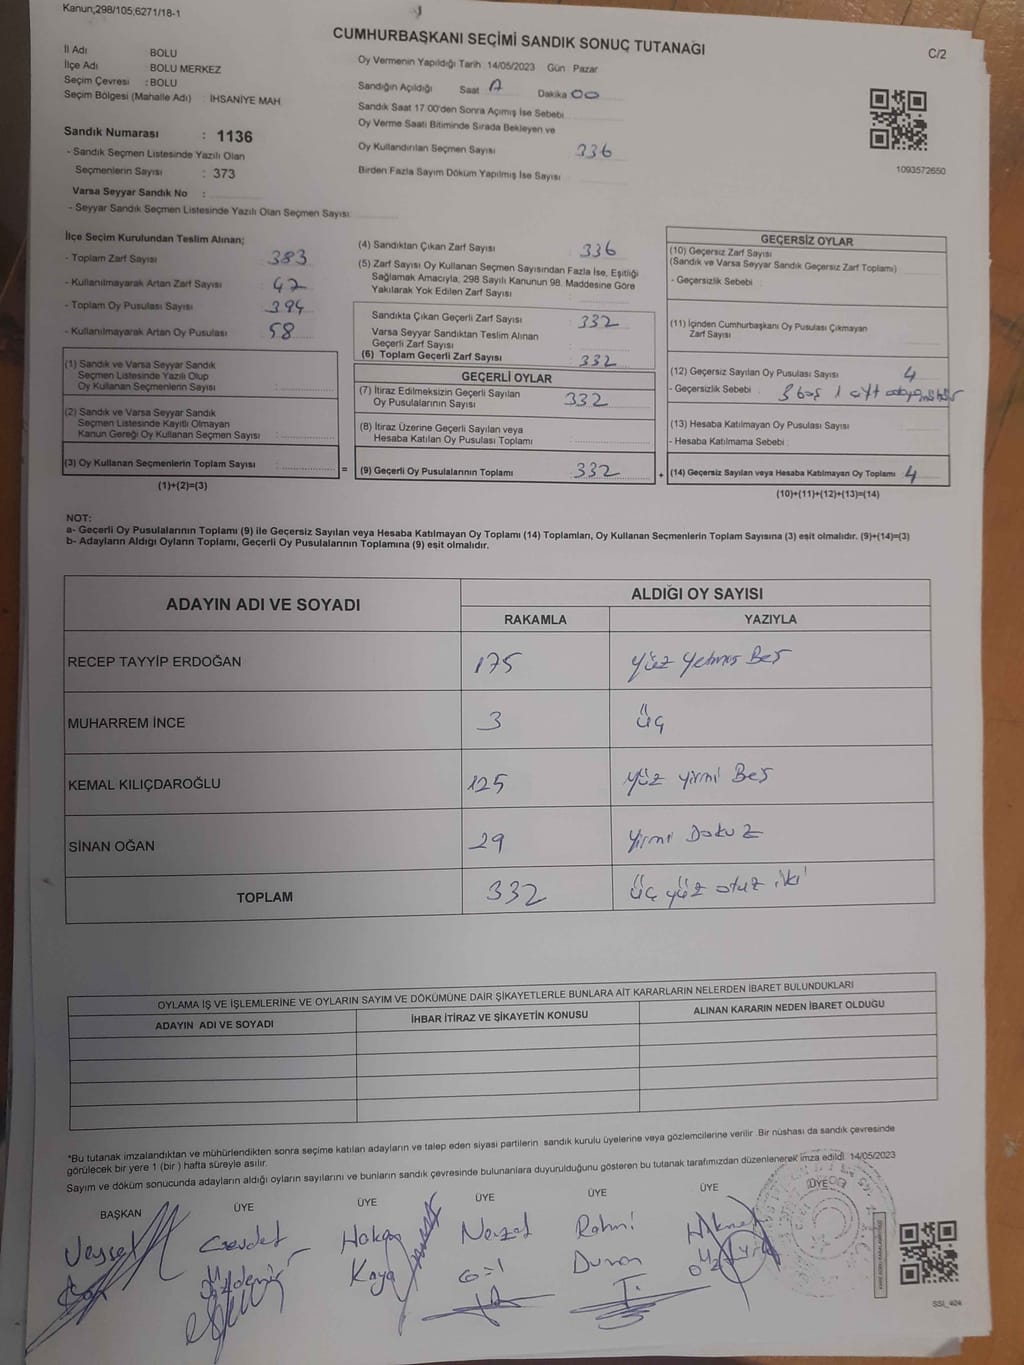 Kanun;298/105,6271/18-1
CUMHURBAŞKANI SEÇİMİ SANDIK SONUÇ TUTANAĞI
C/2
İl Adı BOLU
İlçe Adı BOLU MERKEZ
Seçim Çevresi : BOLU
Seçim Bölgesi (Mahalle Adı) : İHSANİYE MAH
Sandık Numarası : 1136
- Sandık Seçmen Listesinde Yazılı Olan
Seçmenlerin Sayısı : 373
Varsa Seyyar Sandık No :
- Seyyar Sandık Seçmen Listesinde Yazılı Olan Seçmen Sayısı:
Oy Vermenin Yapıldığı Tarih :14/05/2023 Gün : Pazar
Sandığın Açıldığı Saat Dakika 00
Sandık Saat 17.00'den Sonra Açımış İse Sebebi
Oy Verme Saati Bitiminde Sırada Bekleyen ve
Oy Kullandırılan Seçmen Sayısı 336
Birden Fazla Sayım Döküm Yapılmış İse Sayısı
1093572650
İlçe Seçim Kurulundan Teslim Alınan;
- Toplam Zarf Sayısı 383
- Kullanılmayarak Artan Zarf Sayısı 47
- Toplam Oy Pusulası Sayısı 394
- Kullanılmayarak Artan Oy Pusulası 58
(1) Sandık ve Varsa Seyyar Sandık
Seçmen Listesinde Yazılı Olup
Oy Kullanan Seçmenlerin Sayısı :
(2) Sandık ve Varsa Seyyar Sandık
Seçmen Listesinde Kayıtlı Olmayan
Kanun Gereği Oy Kullanan Seçmen Sayısı :
(3) Oy Kullanan Seçmenlerin Toplam Sayısı :
(1)+(2)=(3)
=
(4) Sandıktan Çıkan Zarf Sayısı 336
(5) Zarf Sayısı Oy Kullanan Seçmen Sayısından Fazla İse, Eşitliği
Sağlamak Amacıyla, 298 Sayılı Kanunun 98. Maddesine Göre
Yakılarak Yok Edilen Zarf Sayısı
Sandıkta Çıkan Geçerli Zarf Sayısı : 332
Varsa Seyyar Sandıktan Teslim Alınan
Geçerli Zarf Sayısı
(6) Toplam Geçerli Zarf Sayısı : 332
GEÇERLİ OYLAR
(7) İtiraz Edilmeksizin Geçerli Sayılan
Oy Pusulalarının Sayısı 332
(8) İtiraz Üzerine Geçerli Sayılan veya
Hesaba Katılan Oy Pusulası Toplamı
(9) Geçerli Oy Pusulalarının Toplamı 332
+
GEÇERSİZ OYLAR
(10) Geçersiz Zarf Sayısı
(Sandık ve Varsa Seyyar Sandık Geçersiz Zarf Toplamı)
- Geçersizlik Sebebi :
(11) İçinden Cumhurbaşkanı Oy Pusulası Çıkmayan
Zarf Sayısı
(12) Geçersiz Sayılan Oy Pusulası Sayısı 4
- Geçersizlik Sebebi : 3 boş 1 çift
(13) Hesaba Katılmayan Oy Pusulası Sayısı
- Hesaba Katılmama Sebebi :
(14) Geçersiz Sayılan veya Hesaba Katılmayan Oy Toplamı 4
(10)+(11)+(12)+(13)=(14)
NOT:
a- Geçerli Oy Pusulalarının Toplamı (9) ile Geçersiz Sayılan veya Hesaba Katılmayan Oy Toplamı (14) Toplamları, Oy Kullanan Seçmenlerin Toplam Sayısına (3) eşit olmalıdır. (9)+(14)=(3)
b- Adayların Aldığı Oyların Toplamı, Geçerli Oy Pusulalarının Toplamına (9) eşit olmalıdır.
ADAYIN ADI VE SOYADI ALDIĞI OY SAYISI
RAKAMLA YAZIYLA
RECEP TAYYİP ERDOĞAN 175 yüz yetmiş Beş
MUHARREM İNCE 3 üç
KEMAL KILIÇDAROĞLU 125 yüz yirmi Beş
SİNAN OĞAN 29 yirmi Dokuz
TOPLAM 332 üç yüz otuz iki
OYLAMA İŞ VE İŞLEMLERİNE VE OYLARIN SAYIM VE DÖKÜMÜNE DAİR ŞİKAYETLERLE BUNLARA AİT KARARLARIN NELERDEN İBARET BULUNDUKLARI
ADAYIN ADI VE SOYADI İHBAR İTİRAZ VE ŞİKAYETİN KONUSU ALINAN KARARIN NEDEN İBARET OLDUĞU
*Bu tutanak imzalandıktan ve mühürlendikten sonra seçime katılan adayların ve talep eden siyasi partilerin sandık kurulu üyelerine veya gözlemcilerine verilir .Bir nüshası da sandık çevresinde
görülecek bir yere 1 (bir ) hafta süreyle asılır.
Sayım ve döküm sonucunda adayların aldığı oyların sayılarını ve bunların sandık çevresinde bulunanlara duyurulduğunu gösteren bu tutanak tarafımızdan düzenlenerek imza edildi. 14/05/2023
BAŞKAN ÜYE ÜYE ÜYE ÜYE ÜYE ÜYE
Veysel Cevdet Hakan Nevzat Rahmi Hikmet
Özdemir Kaya Duran
SSI_404